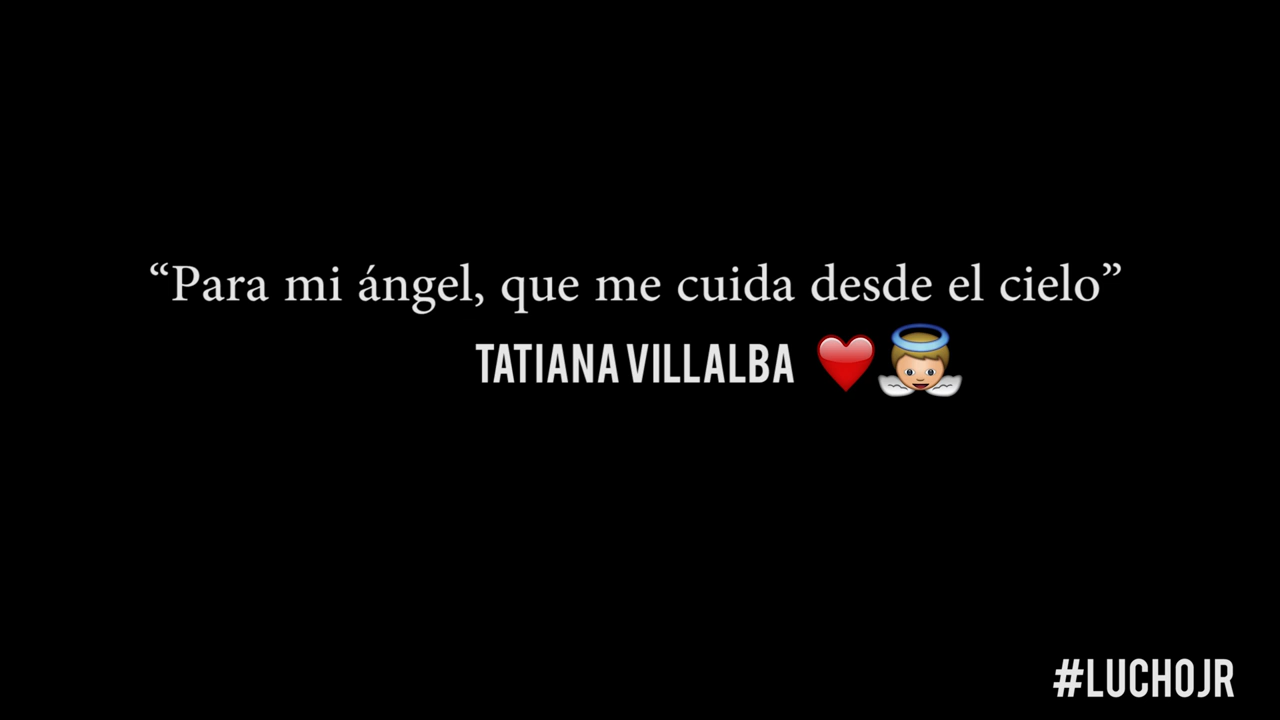 “Para mi ángel, que me cuida desde el cielo”
TATIANA VILLALBA ❤️👼
#LUCHOJR